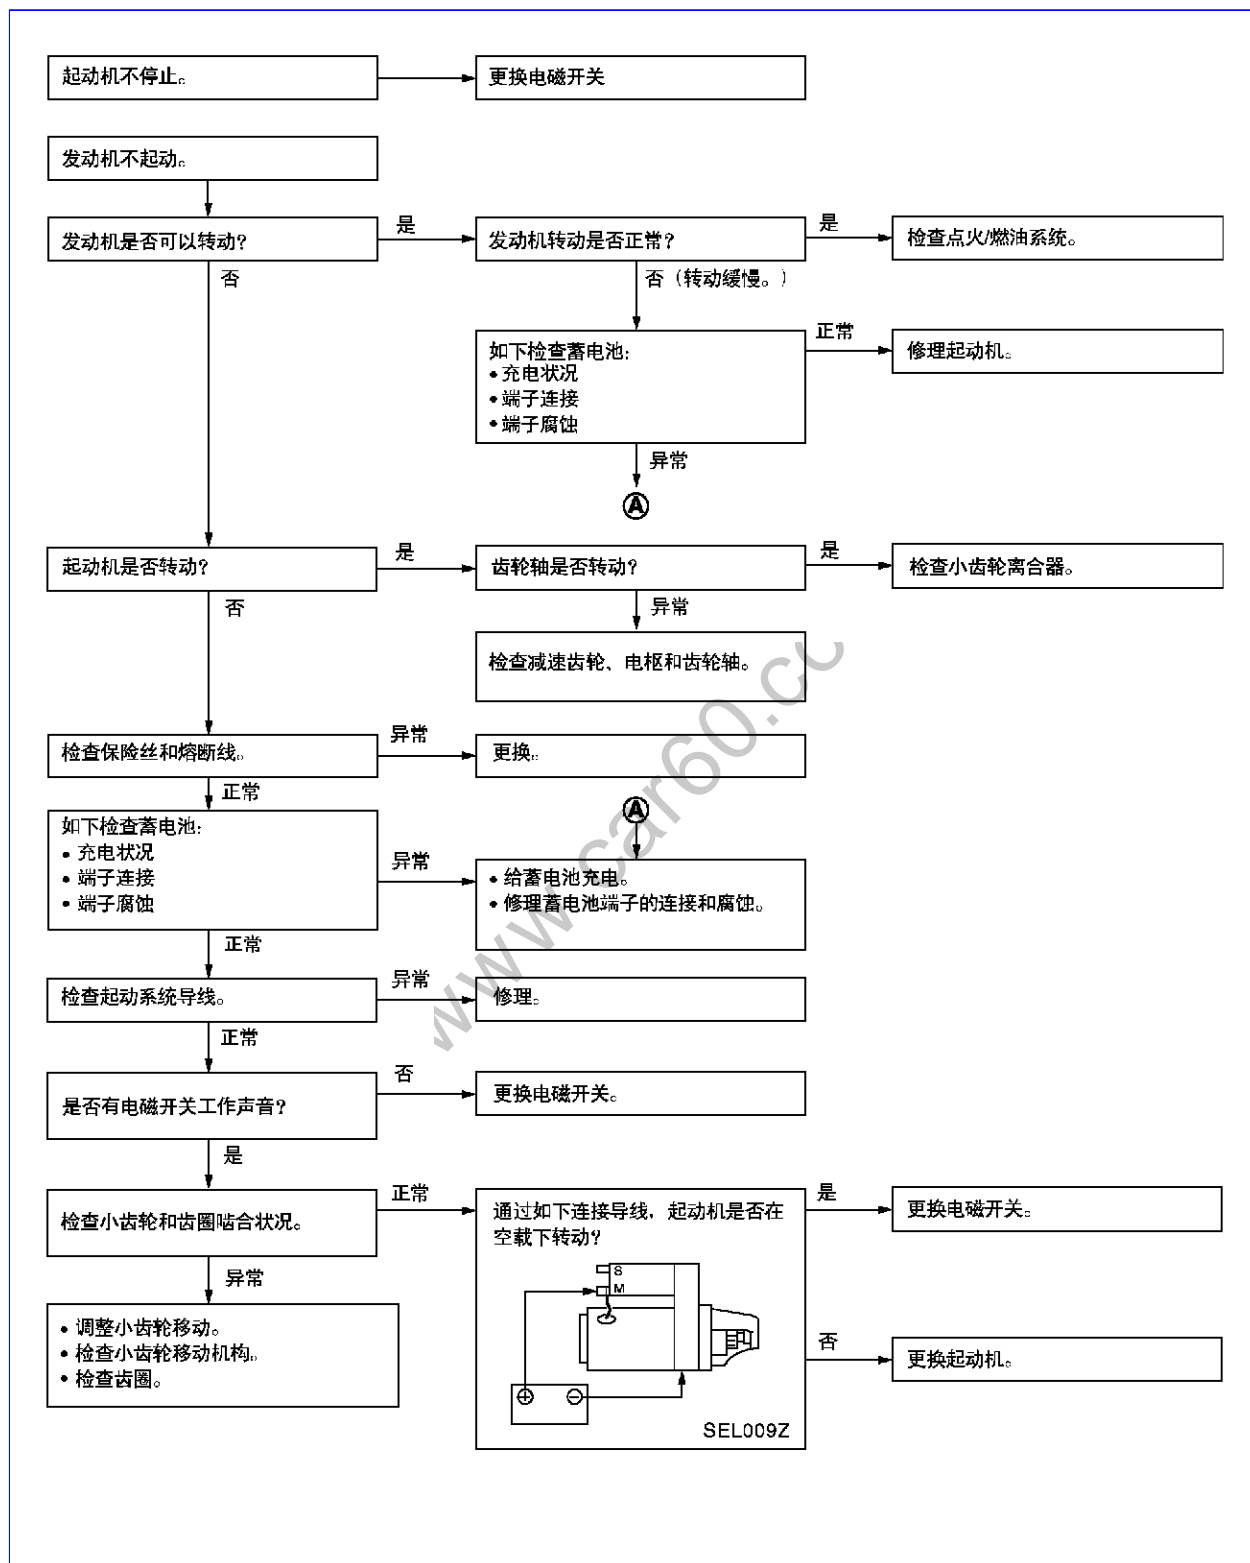 起动机不停止。
更换电磁开关
发动机不起动。
发动机是否可以转动?
是
发动机转动是否正常?
是
检查点火/燃油系统。
否
否（转动缓慢。）
如下检查蓄电池:
• 充电状况
• 端子连接
• 端子腐蚀
正常
修理起动机。
异常
A
起动机是否转动?
是
齿轮轴是否转动?
是
检查小齿轮离合器。
否
异常
检查减速齿轮、电枢和齿轮轴。
检查保险丝和熔断线。
异常
更换。
正常
如下检查蓄电池:
• 充电状况
• 端子连接
• 端子腐蚀
异常
A
• 给蓄电池充电。
• 修理蓄电池端子的连接和腐蚀。
正常
检查起动系统导线。
异常
修理。
正常
是否有电磁开关工作声音?
否
更换电磁开关。
是
检查小齿轮和齿圈啮合状况。
正常
通过如下连接导线，起动机是否在
空载下转动?
S
M
SEL009Z
是
更换电磁开关。
否
更换起动机。
异常
• 调整小齿轮移动。
• 检查小齿轮移动机构。
• 检查齿圈。